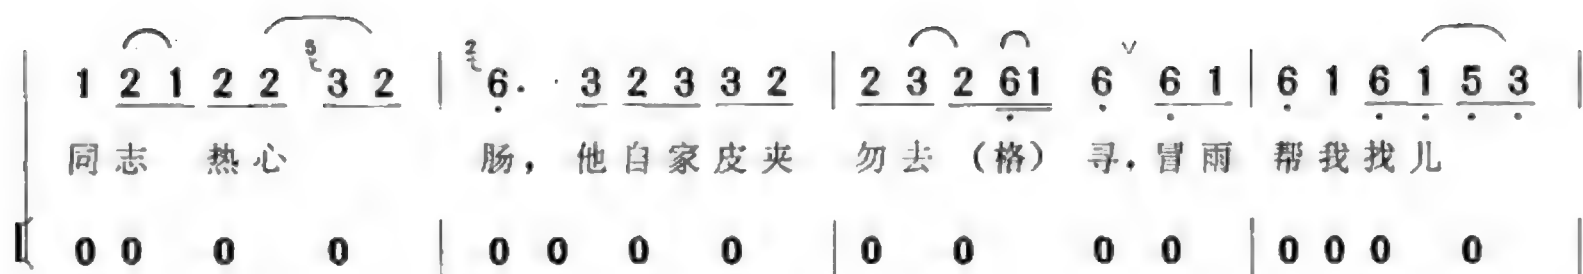 1 2 1 2 2 3 2 | 6. 3 2 3 3 2 | 2 3 2 6 1 6 6 1 | 6 1 6 1 5 3 |
同志 热心 肠，他自家皮夹 勿去（格）寻，冒雨 帮我找儿
0 0 0 0 | 0 0 0 0 | 0 0 0 0 | 0 0 0 0 |